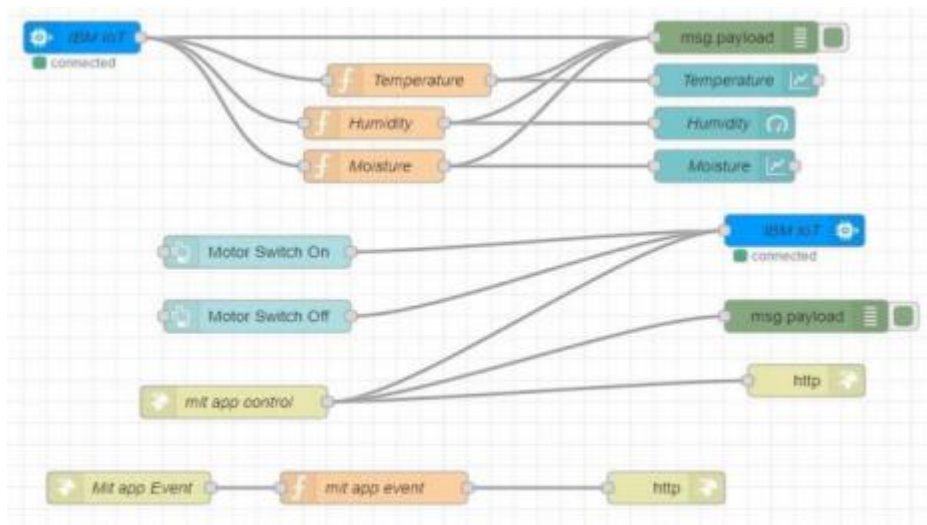 IBM IoT
msg.payload
connected
Temperature
Temperature
Humidity
Humidity
Moisture
Moisture
IBM IoT
connected
Motor Switch On
Motor Switch Off
msg.payload
http
mit app control
Mit app Event
mit app event
http